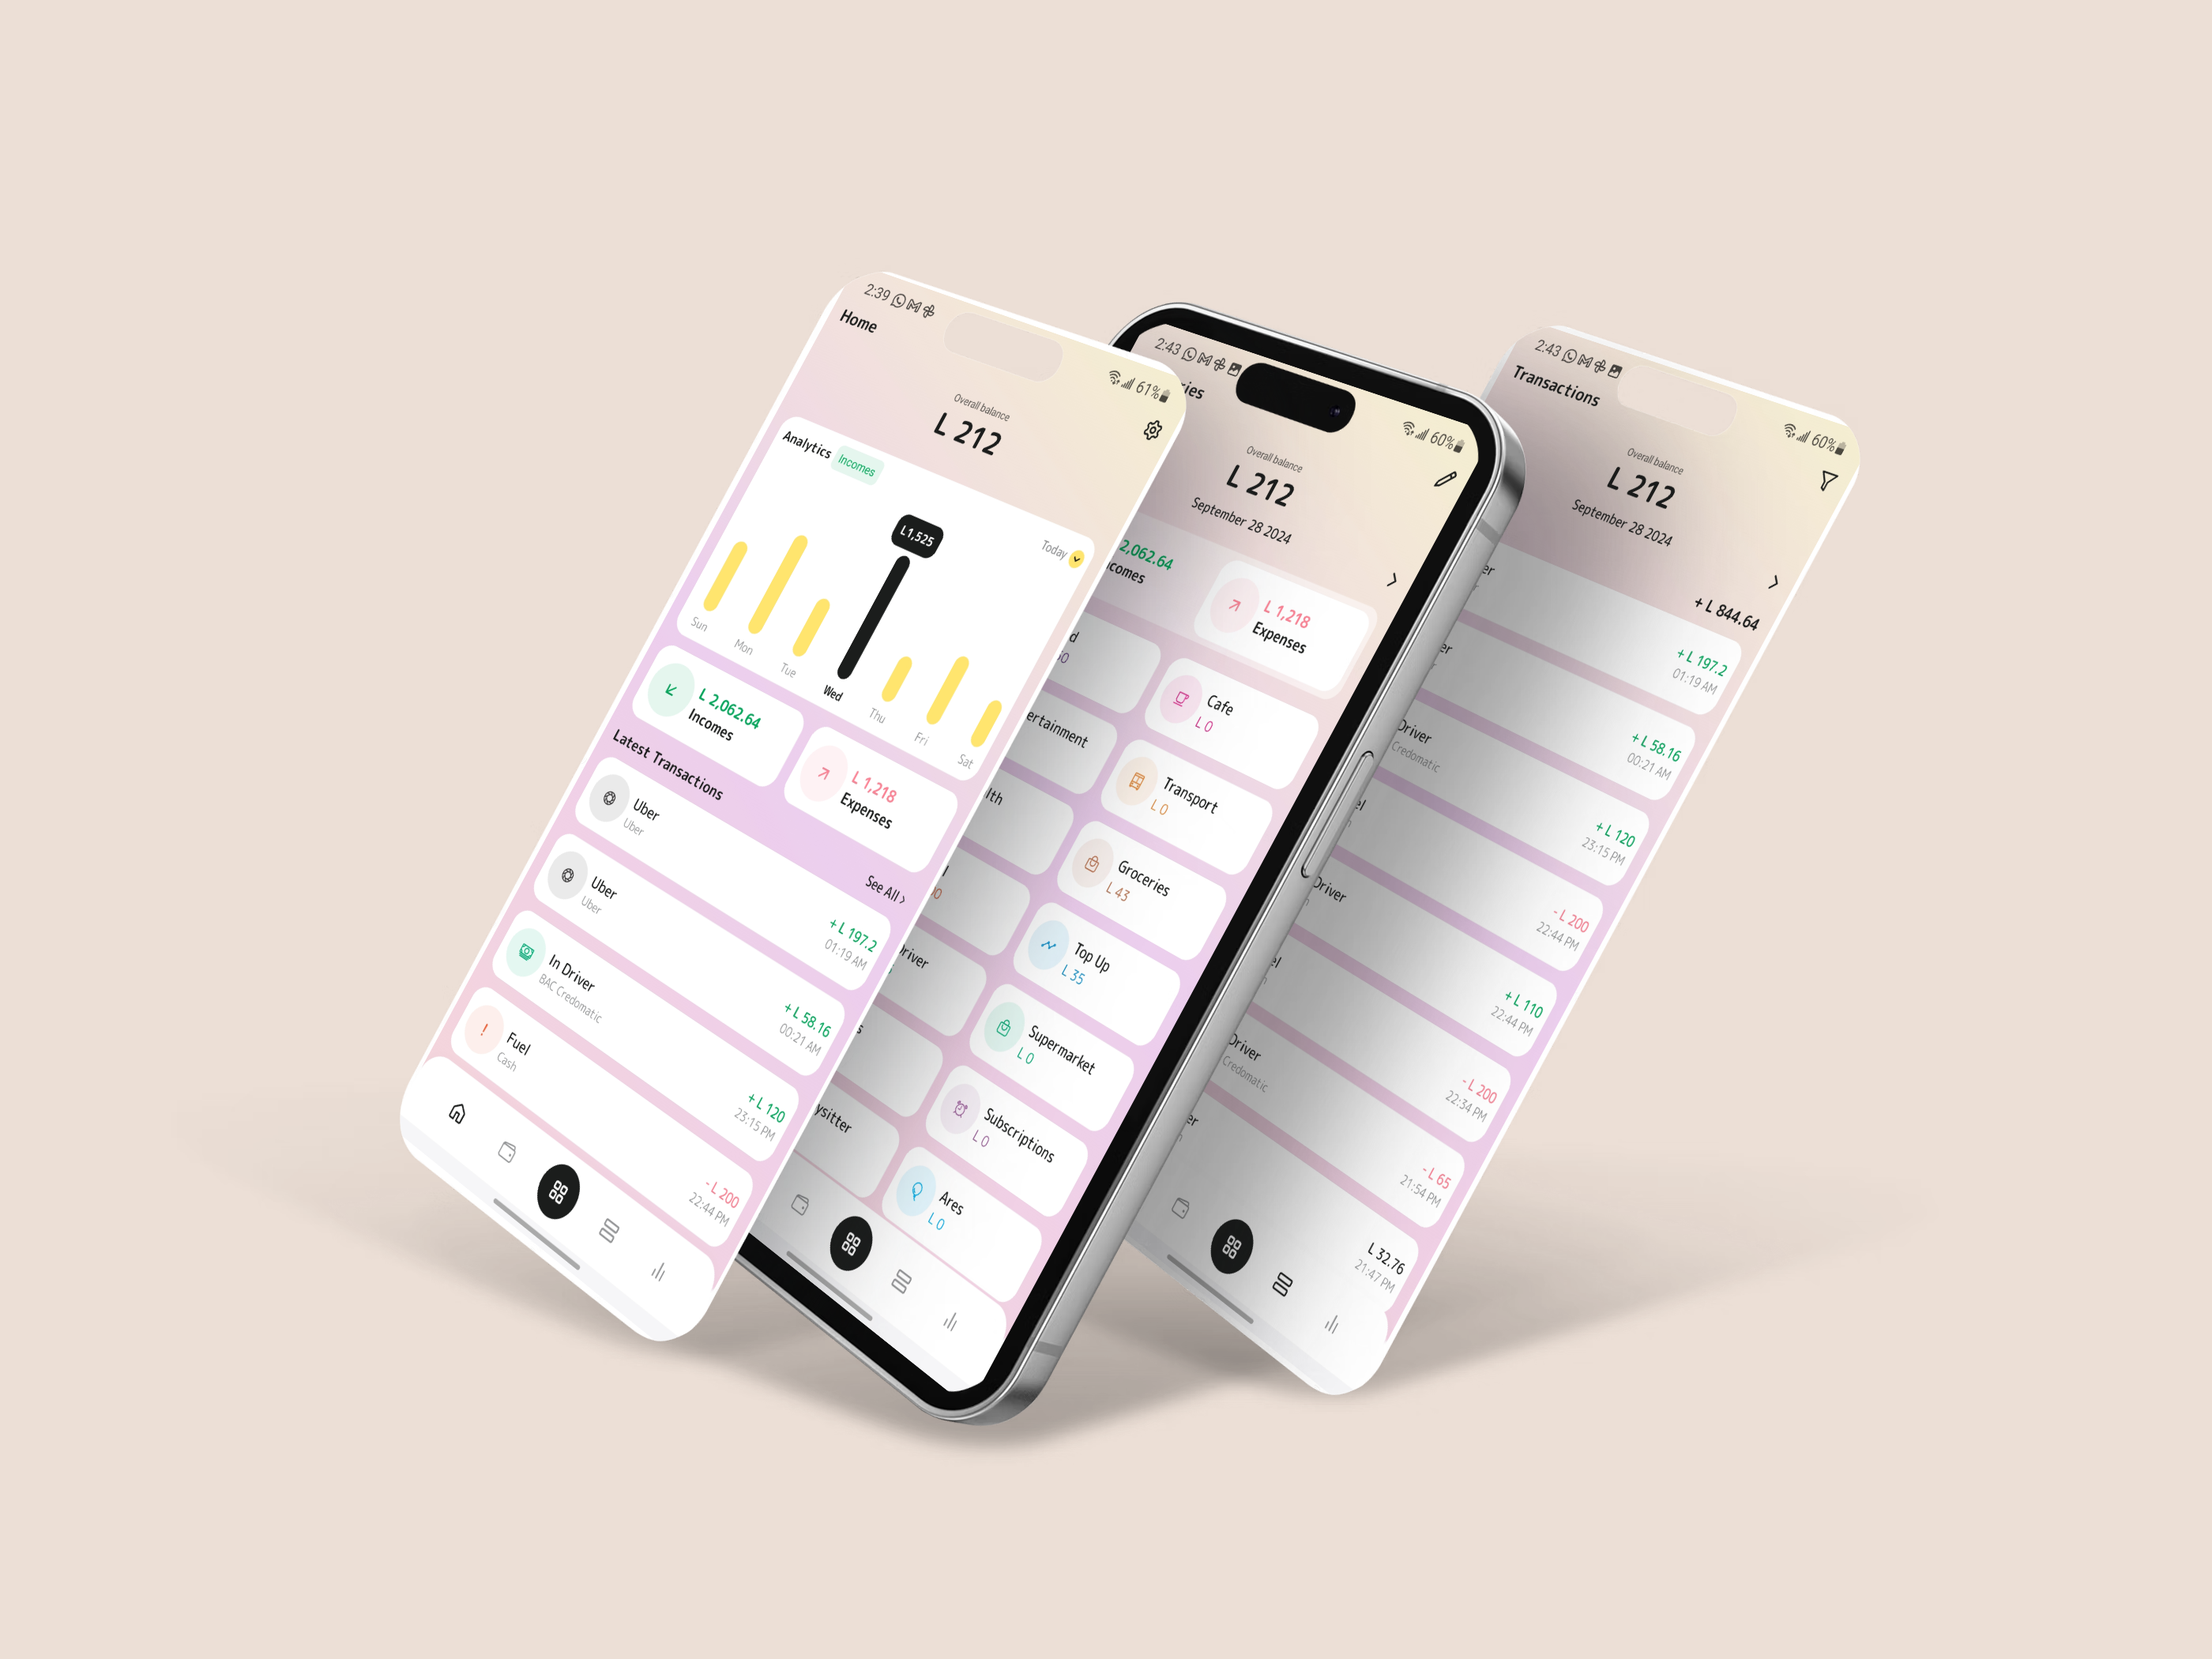 2:39
61%
Home
Overall balance
L 212
Analytics
Incomes
Today
L1,525
Sun
Mon
Tue
Wed
Thu
Fri
Sat
L 2,062.64
Incomes
L 1,218
Expenses
Latest Transactions
See All
Uber
Uber
+ L 197.2
01:19 AM
Uber
Uber
+ L 58.16
00:21 AM
In Driver
BAC Credomatic
+ L 120
23:15 PM
Fuel
Cash
- L 200
22:44 PM
2:43
60%
Overall balance
L 212
September 28 2024
2,062.64
L 1,218
Expenses
Cafe
L 0
Transport
L 0
Groceries
L 43
Top Up
L 35
Supermarket
L 0
Subscriptions
L 0
Ares
L 0
2:43
60%
Transactions
Overall balance
L 212
September 28 2024
+ L 844.64
+ L 197.2
01:19 AM
+ L 58.16
00:21 AM
Driver
Credomatic
+ L 120
23:15 PM
- L 200
22:44 PM
Driver
+ L 110
22:44 PM
- L 200
22:34 PM
Driver
Credomatic
- L 65
21:54 PM
L 32.76
21:47 PM